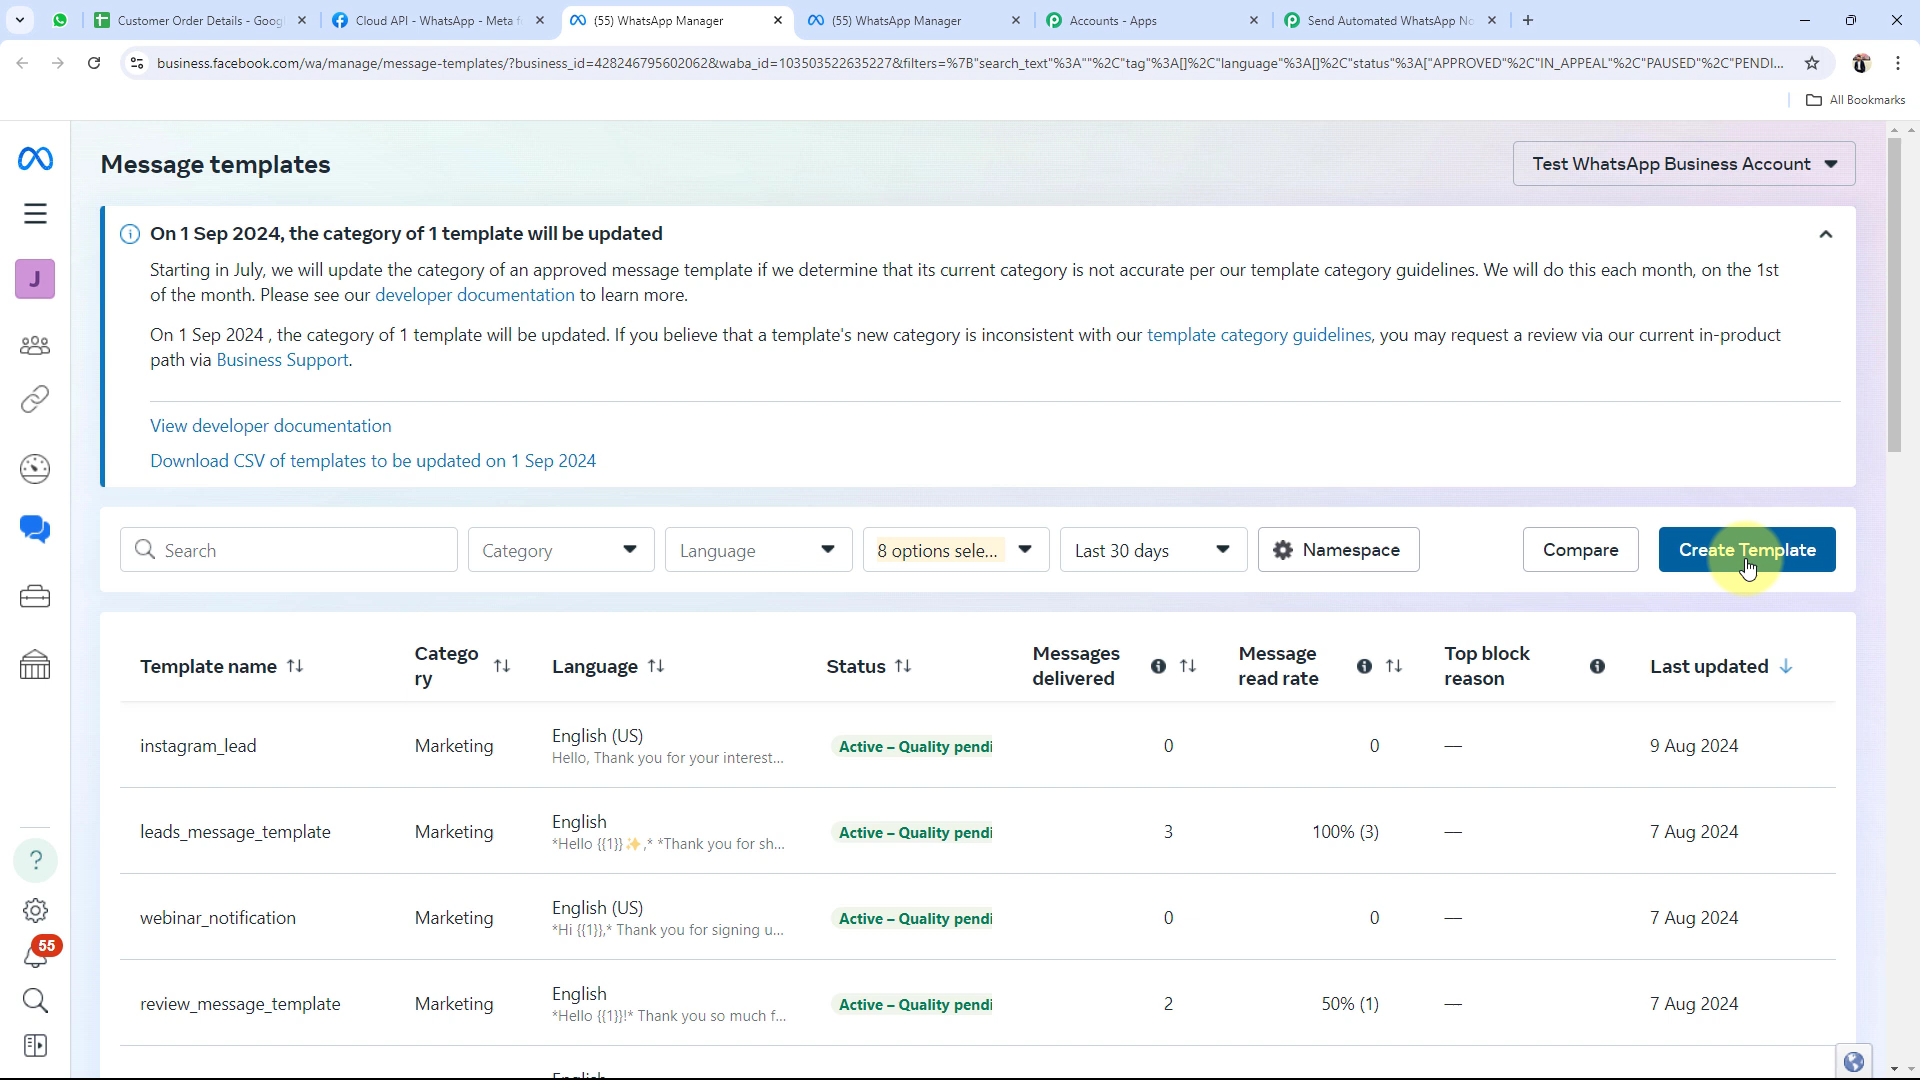 Customer Order Details - Goog
Cloud API - WhatsApp - Meta f
(55) WhatsApp Manager
(55) WhatsApp Manager
Accounts - Apps
Send Automated WhatsApp No
business.facebook.com/wa/manage/message-templates/?business_id=428246795602062&waba_id=103503522635227&filters=%7B"search_text"%3A""%2C"tag"%3A[]%2C"language"%3A[]%2C"status"%3A["APPROVED"%2C"IN_APPEAL"%2C"PAUSED"%2C"PENDI...
All Bookmarks
Message templates
Test WhatsApp Business Account
J
On 1 Sep 2024, the category of 1 template will be updated
Starting in July, we will update the category of an approved message template if we determine that its current category is not accurate per our template category guidelines. We will do this each month, on the 1st
of the month. Please see our developer documentation to learn more.
On 1 Sep 2024 , the category of 1 template will be updated. If you believe that a template's new category is inconsistent with our template category guidelines, you may request a review via our current in-product
path via Business Support.
View developer documentation
Download CSV of templates to be updated on 1 Sep 2024
Search
Category
Language
8 options sele...
Last 30 days
Namespace
Compare
Create Template
Template name
Catego
ry
Language
Status
Messages
delivered
Message
read rate
Top block
reason
Last updated
instagram_lead
Marketing
English (US)
Hello, Thank you for your interest...
Active – Quality pendi
0
0
—
9 Aug 2024
leads_message_template
Marketing
English
*Hello {{1}}✨,* *Thank you for sh...
Active – Quality pendi
3
100% (3)
—
7 Aug 2024
webinar_notification
Marketing
English (US)
*Hi {{1}},* Thank you for signing u...
Active – Quality pendi
0
0
—
7 Aug 2024
review_message_template
Marketing
English
*Hello {{1}}!* Thank you so much f...
Active – Quality pendi
2
50% (1)
—
7 Aug 2024
English
?
55